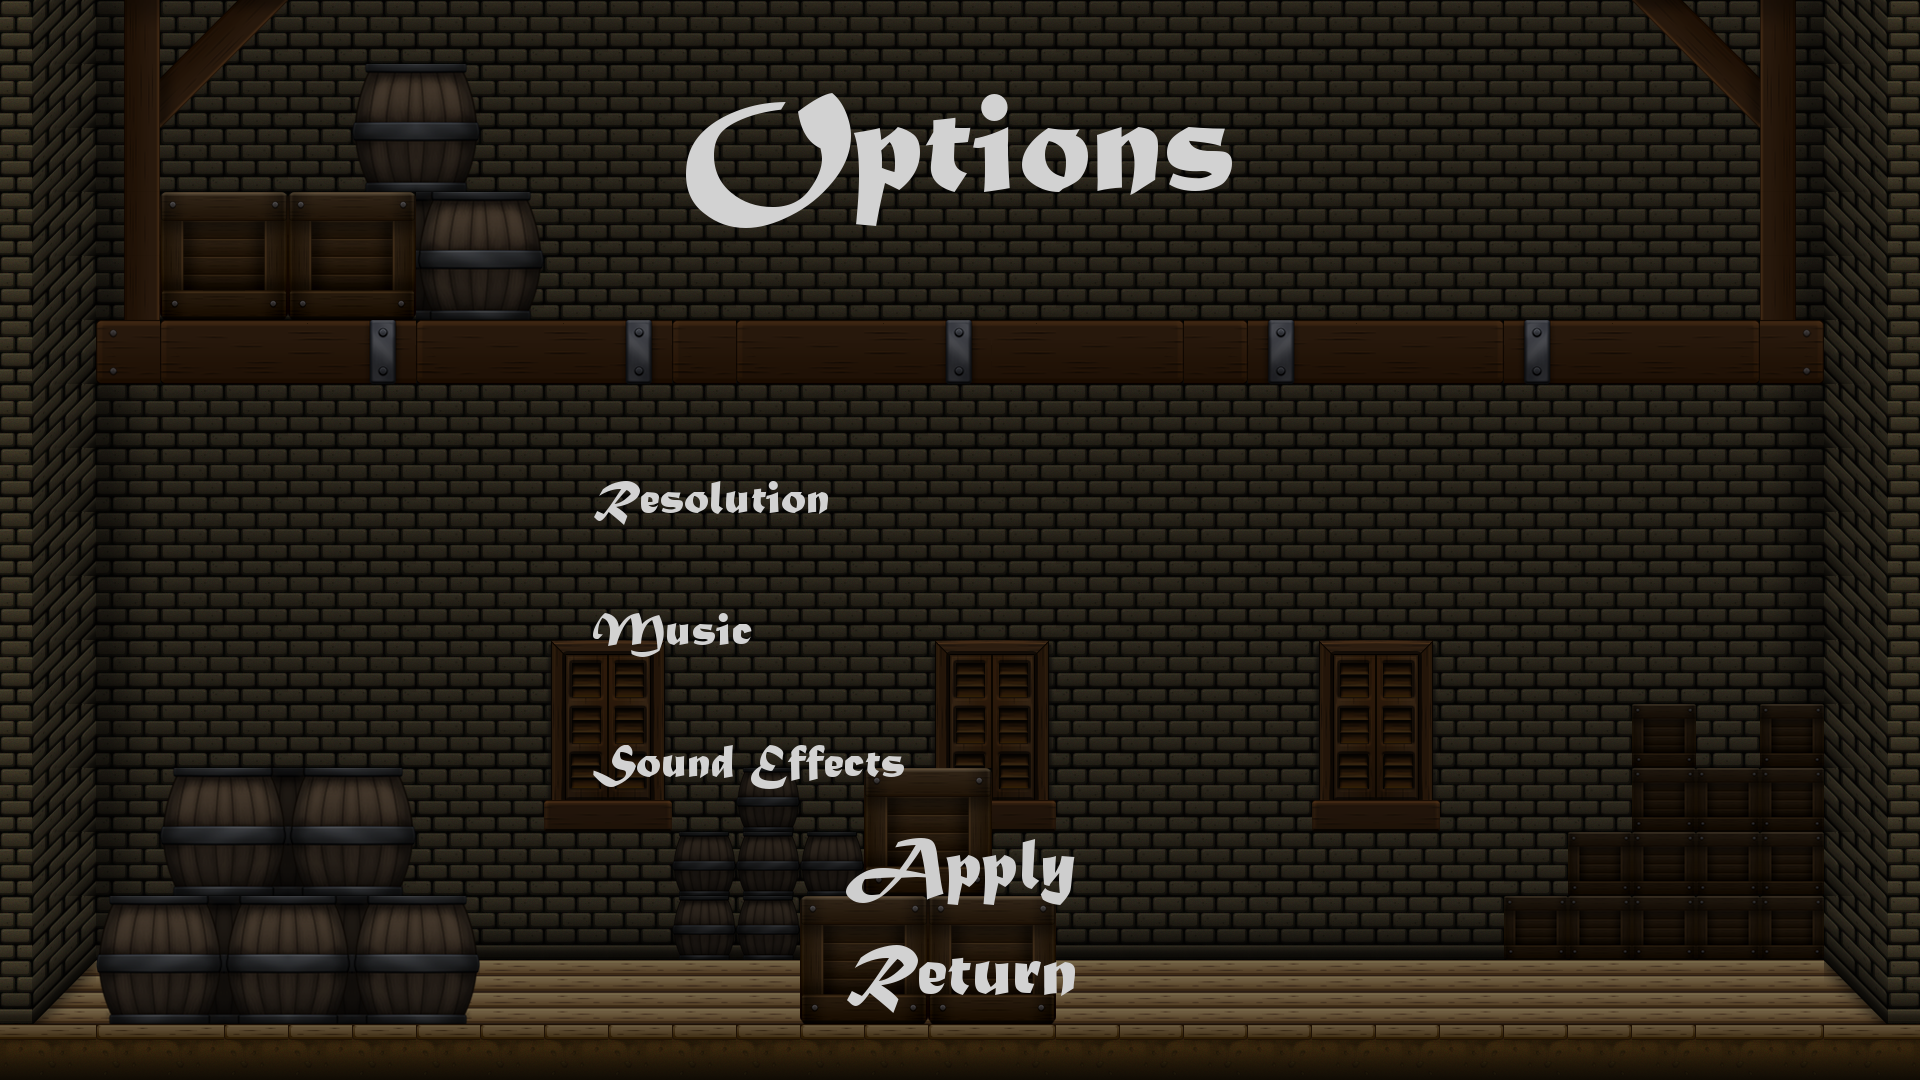 Options
Resolution
Music
Sound Effects
Apply
Return